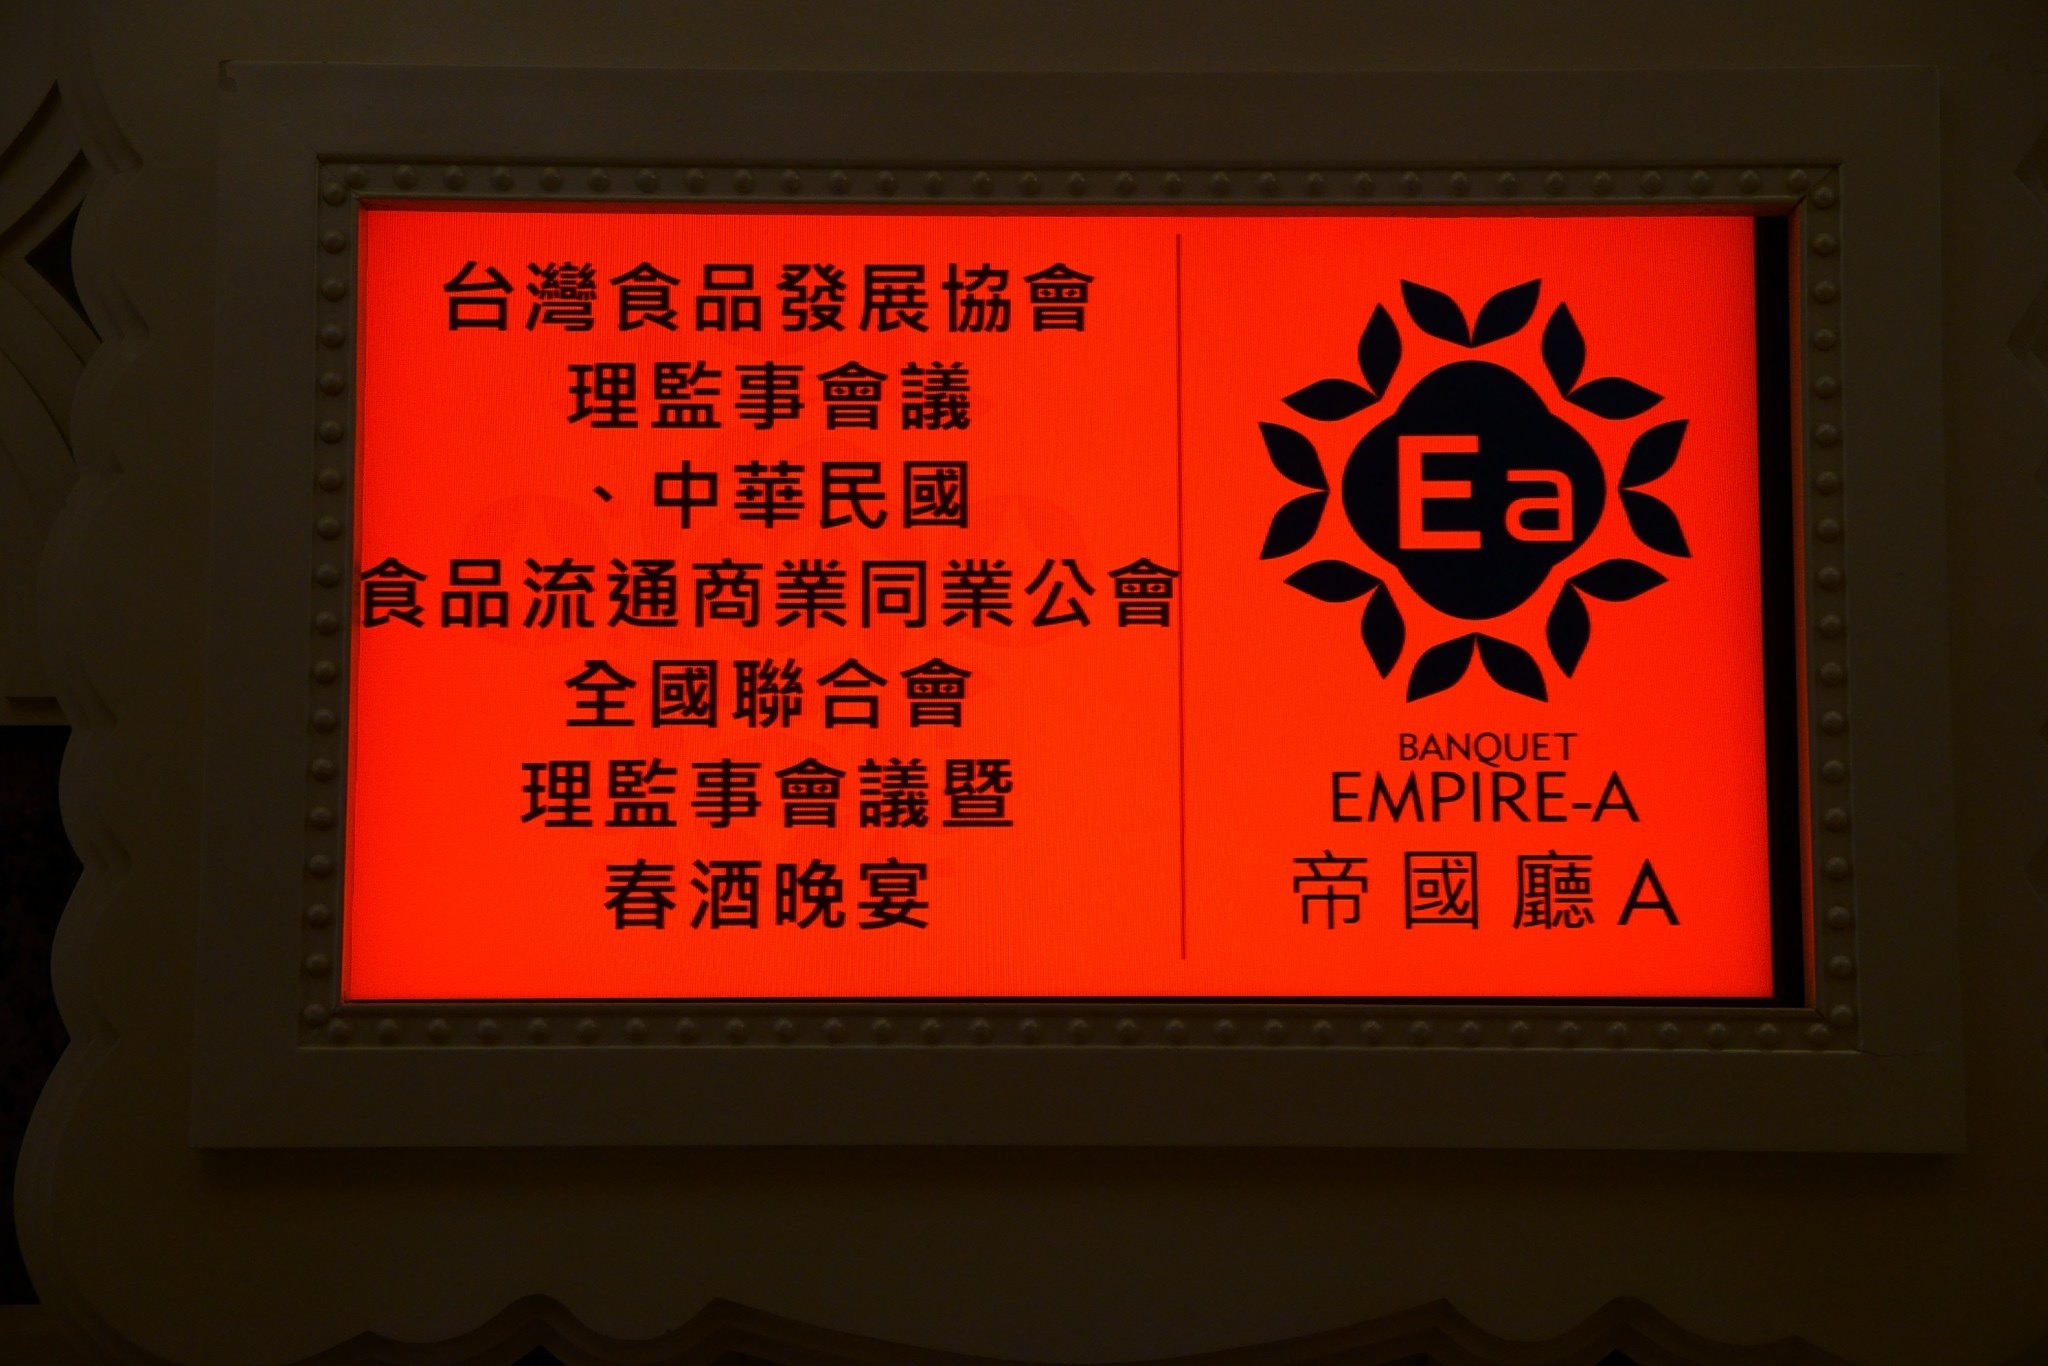 台灣食品發展協會
理監事會議
、中華民國
食品流通商業同業公會
全國聯合會
理監事會議暨
春酒晚宴
Ea
BANQUET
EMPIRE-A
帝國廳A